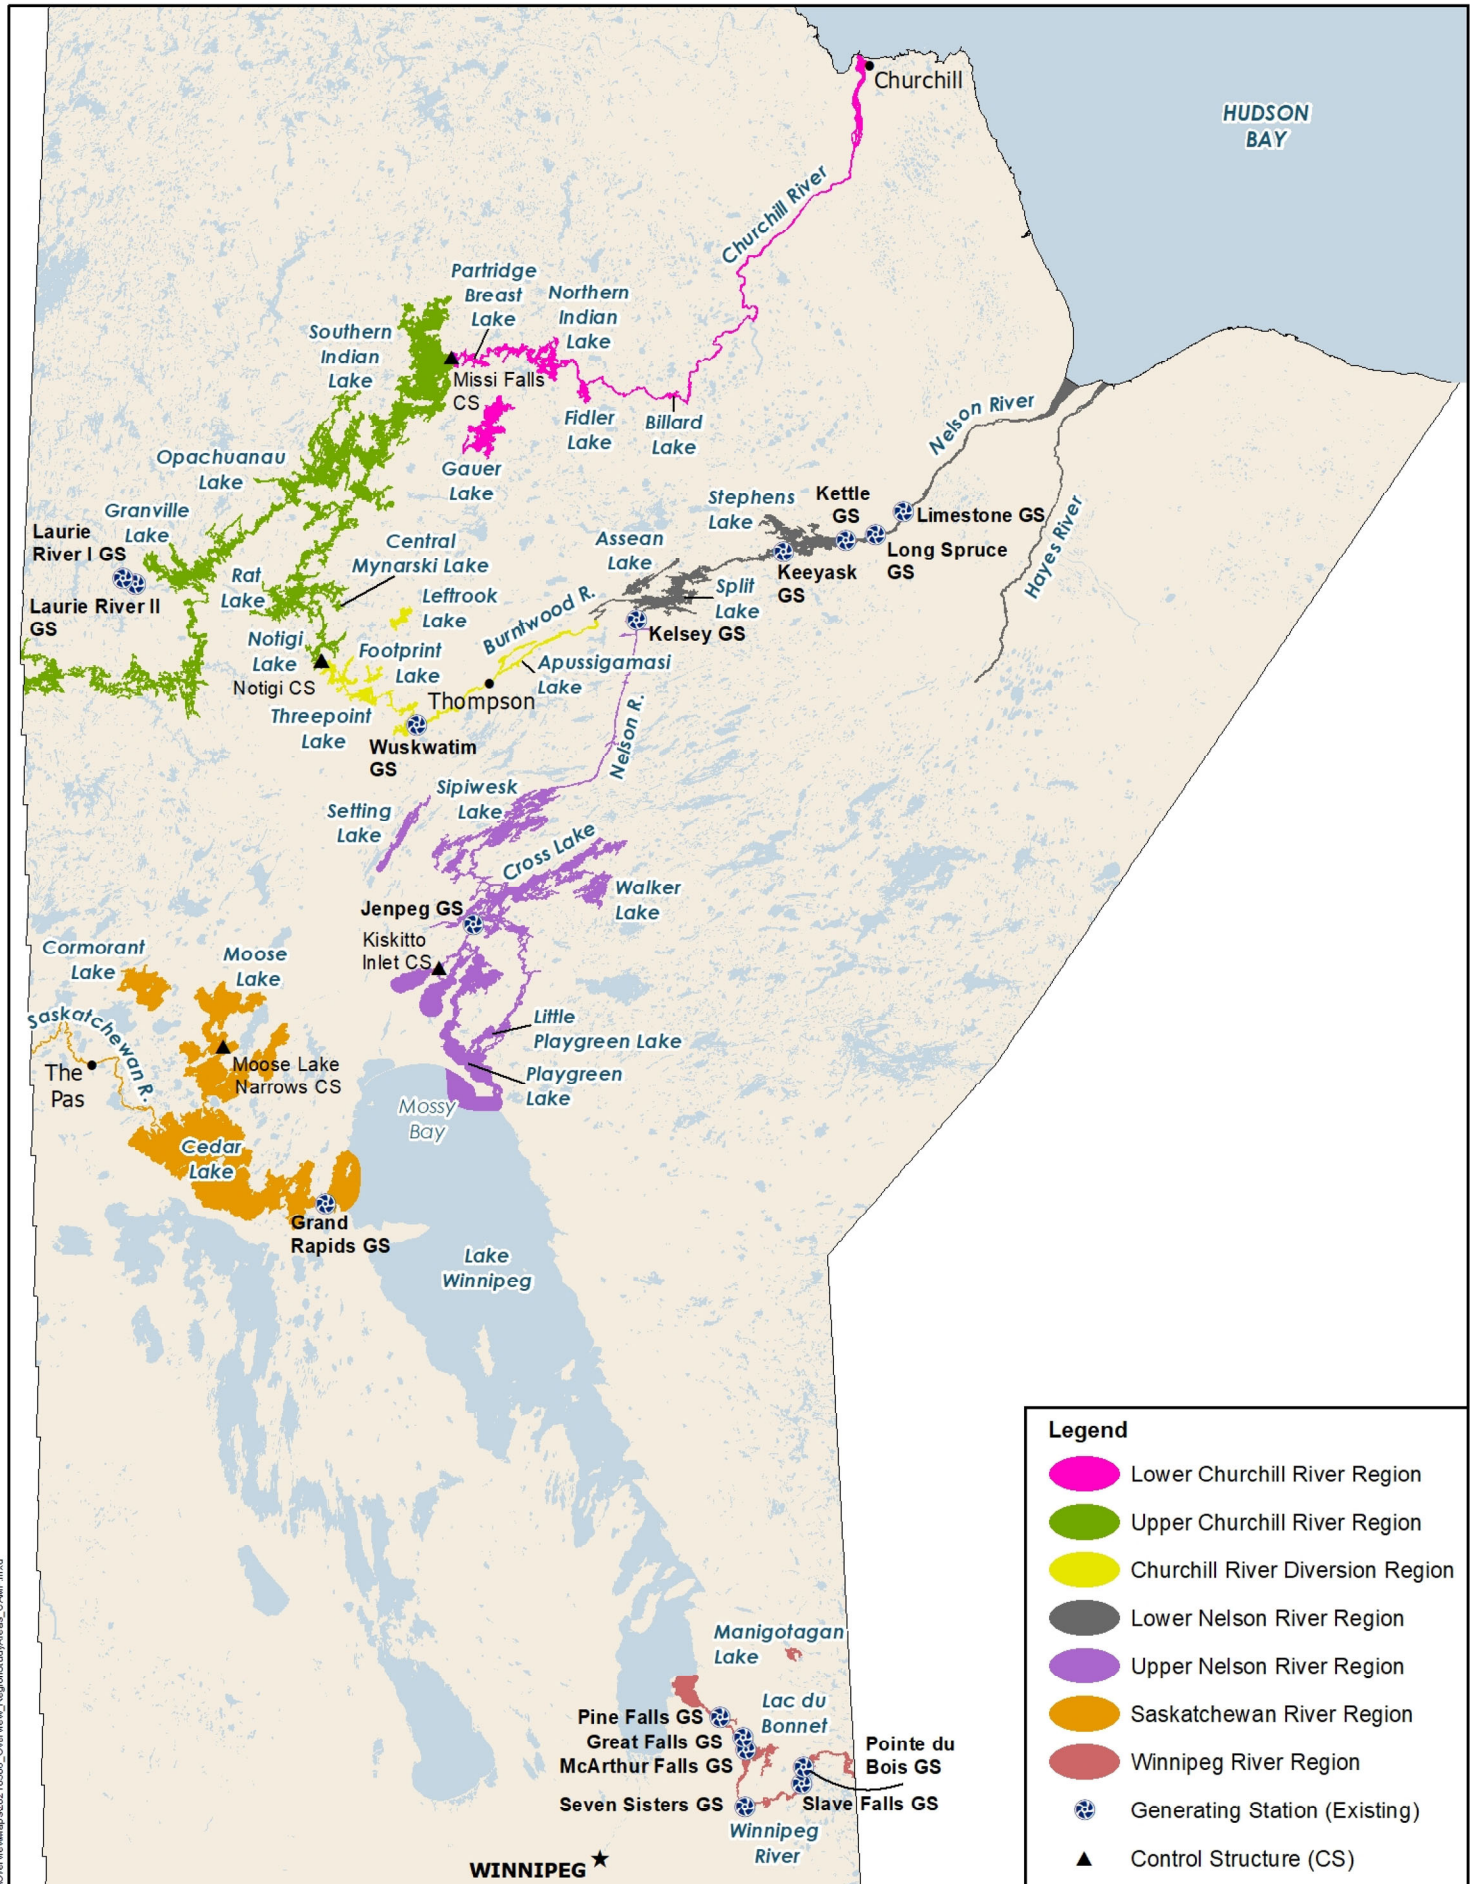 Churchill
HUDSON
BAY
Churchill River
Partridge
Breast
Lake
Northern
Indian
Lake
Southern
Indian
Lake
Missi Falls
CS
Fidler
Lake
Billard
Lake
Gauer
Lake
Nelson River
Opachuanau
Lake
Granville
Lake
Laurie
River I GS
Laurie River II
GS
Stephens
Lake
Kettle
GS
Limestone GS
Long Spruce
GS
Keeyask
GS
Hayes River
Central
Mynarski Lake
Assean
Lake
Rat
Lake
Leftrook
Lake
Burntwood R.
Split
Lake
Kelsey GS
Notigi
Lake
Notigi CS
Footprint
Lake
Apussigamasi
Lake
Thompson
Threepoint
Lake
Wuskwatim
GS
Nelson R.
Sipiwesk
Lake
Setting
Lake
Cross Lake
Walker
Lake
Jenpeg GS
Kiskitto
Inlet CS
Cormorant
Lake
Moose
Lake
Saskatchewan R.
Little
Playgreen Lake
The
Pas
Moose Lake
Narrows CS
Playgreen
Lake
Mossy
Bay
Cedar
Lake
Grand
Rapids GS
Lake
Winnipeg
Manigotagan
Lake
Lac du
Bonnet
Pine Falls GS
Great Falls GS
McArthur Falls GS
Pointe du
Bois GS
Seven Sisters GS
Slave Falls GS
Winnipeg
River
WINNIPEG
Legend
Lower Churchill River Region
Upper Churchill River Region
Churchill River Diversion Region
Lower Nelson River Region
Upper Nelson River Region
Saskatchewan River Region
Winnipeg River Region
Generating Station (Existing)
Control Structure (CS)